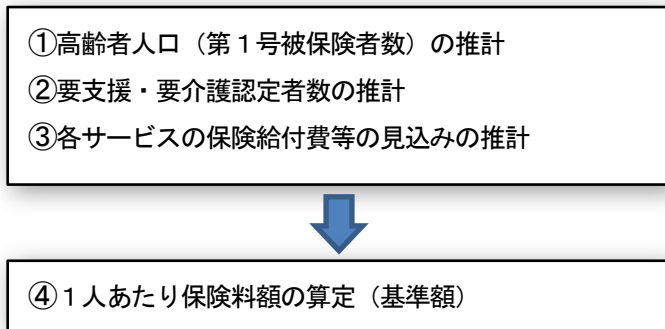 ①高齢者人口（第１号被保険者数）の推計
②要支援・要介護認定者数の推計
③各サービスの保険給付費等の見込みの推計
④１人あたり保険料額の算定（基準額）